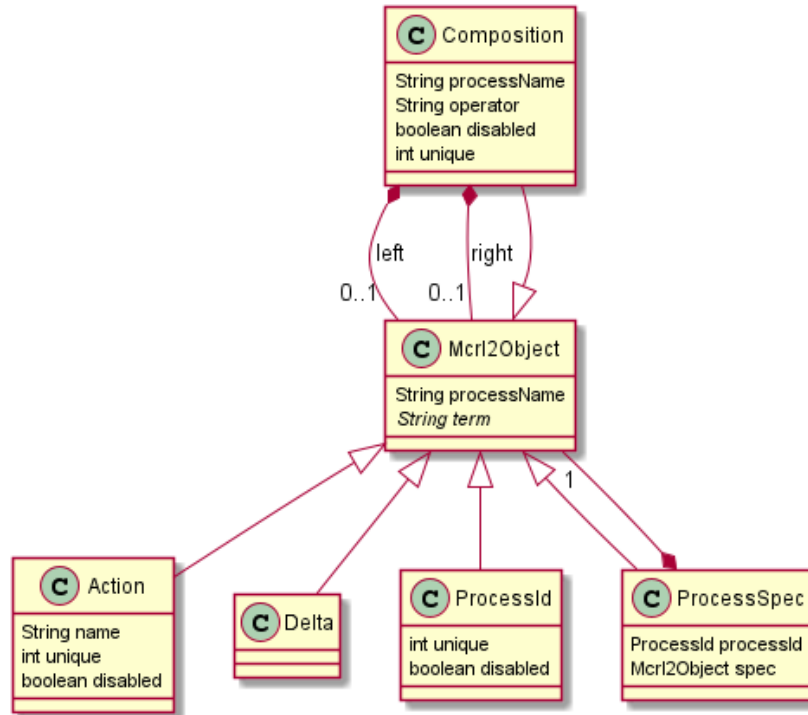 C Composition
String processName
String operator
boolean disabled
int unique
left
right
0..1
0..1
C Mcrl2Object
String processName
String term
1
C Action
String name
int unique
boolean disabled
C Delta
C ProcessId
int unique
boolean disabled
C ProcessSpec
ProcessId processId
Mcrl2Object spec